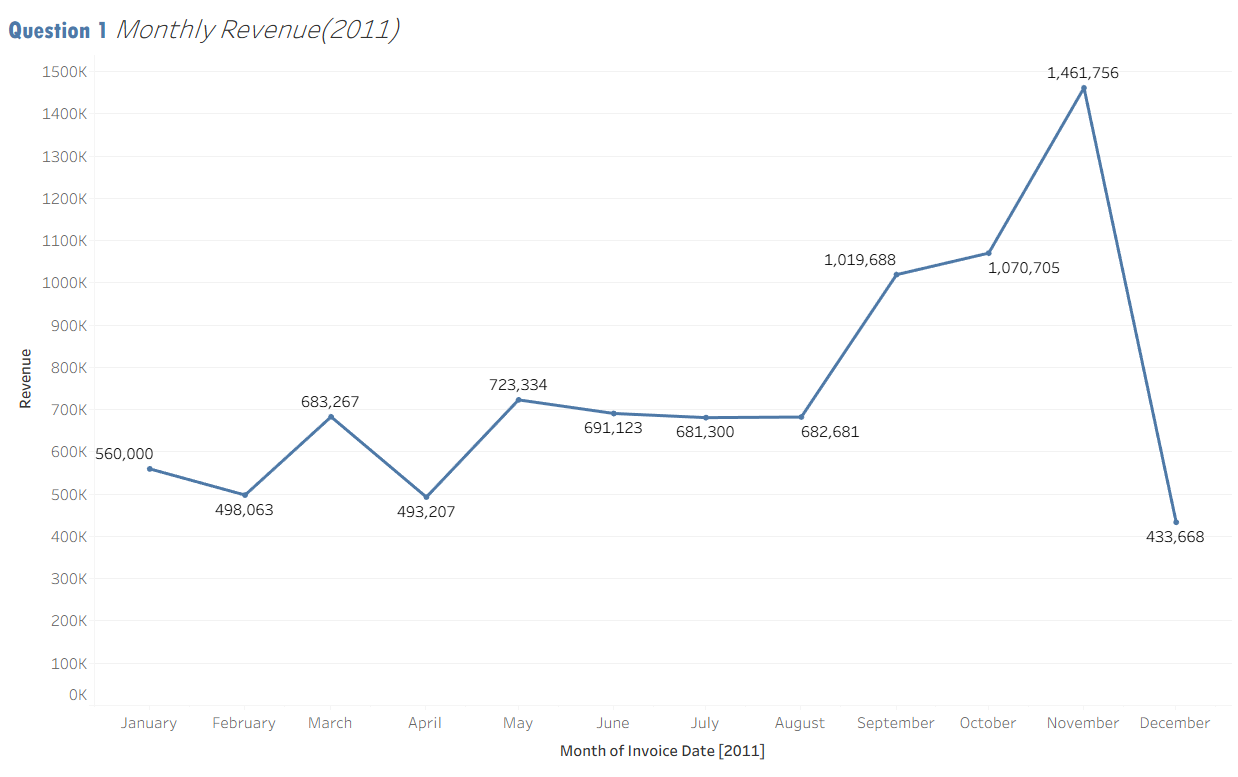 Question 1 Monthly Revenue(2011)
1500K
1,461,756
1400K
1300K
1200K
1100K
1,019,688
1,070,705
1000K
900K
800K
Revenue
723,334
700K
683,267
691,123
681,300
682,681
600K
560,000
500K
498,063
493,207
400K
433,668
300K
200K
100K
0K
January February March April May June July August September October November December
Month of Invoice Date [2011]